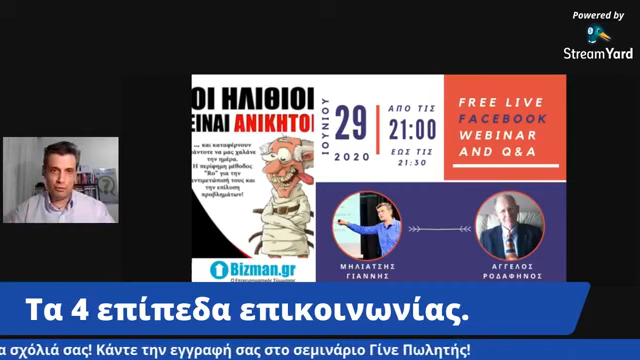 Powered by
StreamYard
ΟΙ ΗΛΙΘΙΟΙ
ΕΙΝΑΙ ΑΝΙΚΗΤΟΙ
... και καταφέρνουν
πάντοτε να μας χαλάνε
την ημέρα.
Η περίφημη μέθοδος
"Ro" για την
αντιμετώπισή τους και
την επίλυση
προβλημάτων!
Bizman.gr
ΙΟΥΝΙΟΥ
29
2020
ΑΠΟ ΤΙΣ
21:00
ΕΩΣ ΤΙΣ
21:30
FREE LIVE
FACEBOOK
WEBINAR
AND Q&A
ΜΗΛΙΑΤΣΗΣ
ΓΙΑΝΝΗΣ
ΑΓΓΕΛΟΣ
ΡΟΔΑΦΗΝΟΣ
Τα 4 επίπεδα επικοινωνίας.
α σχόλιά σας! Κάντε την εγγραφή σας στο σεμινάριο Γίνε Πωλητής!